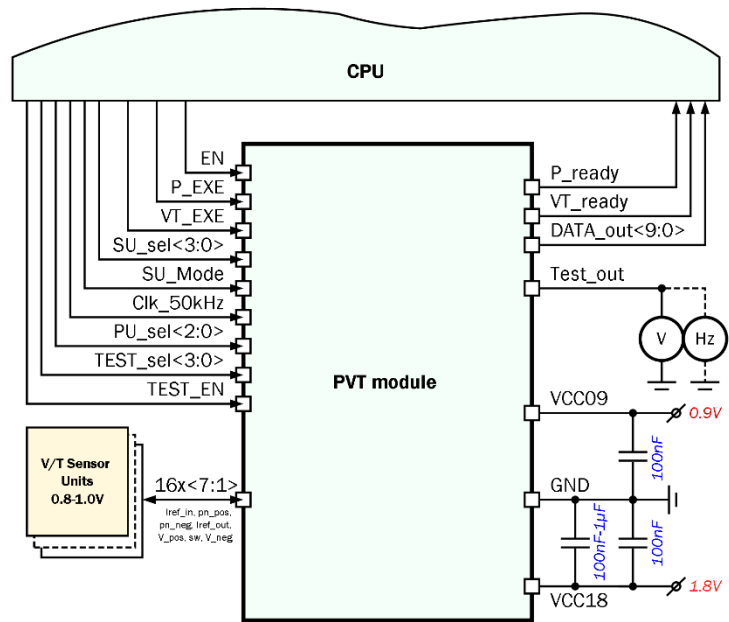 CPU
EN
P_EXE
VT_EXE
SU_sel<3:0>
SU_Mode
Clk_50kHz
PU_sel<2:0>
TEST_sel<3:0>
TEST_EN
PVT module
P_ready
VT_ready
DATA_out<9:0>
Test_out
V
Hz
VCC09
0.9V
100nF
GND
100nF-1µF
100nF
VCC18
1.8V
V/T Sensor
Units
0.8-1.0V
16x<7:1>
Iref_in, pn_pos,
pn_neg, Iref_out,
V_pos, sw, V_neg